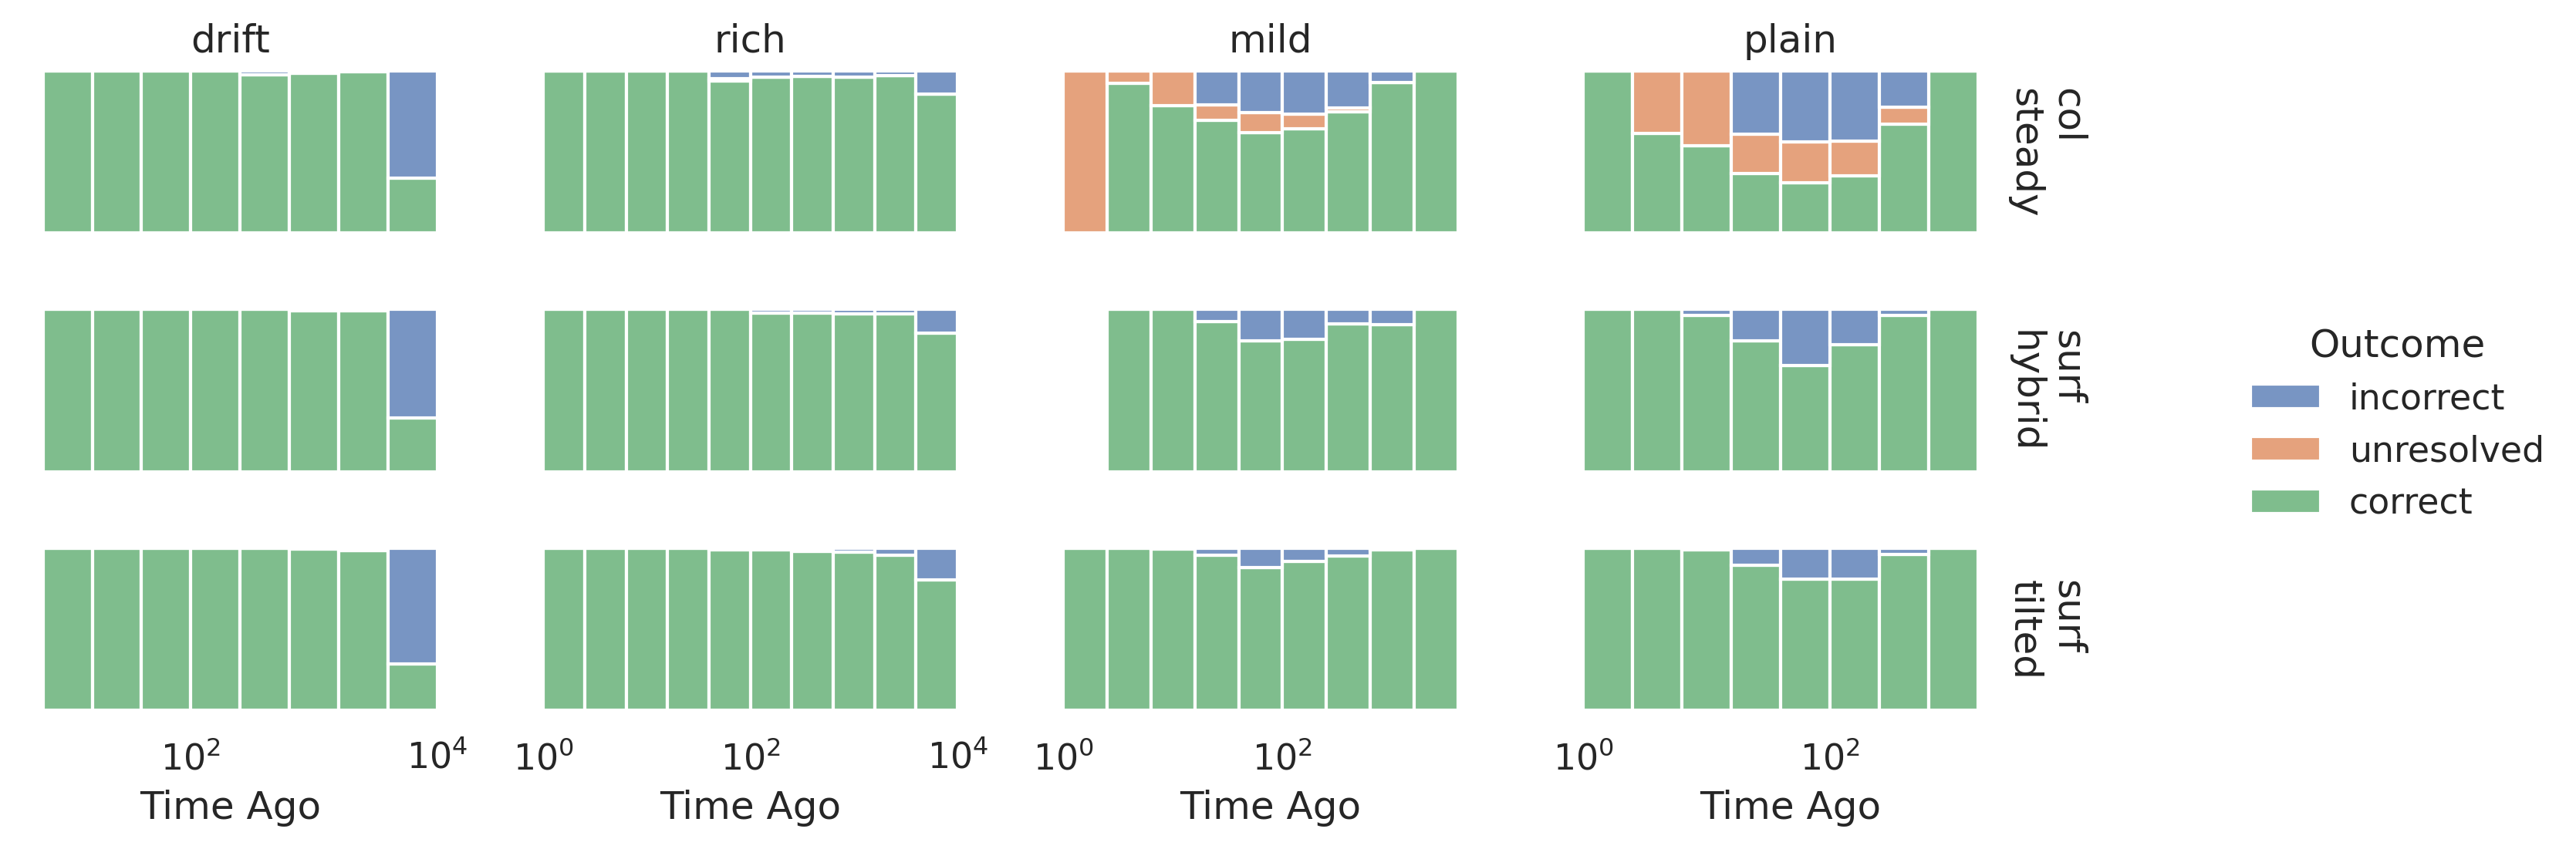 drift
rich
mild
plain
col
steady
surf
hybrid
surf
tilted
Outcome
incorrect
unresolved
correct
10²
10⁴
10⁰
10²
10⁴
10⁰
10²
10⁰
10²
Time Ago
Time Ago
Time Ago
Time Ago